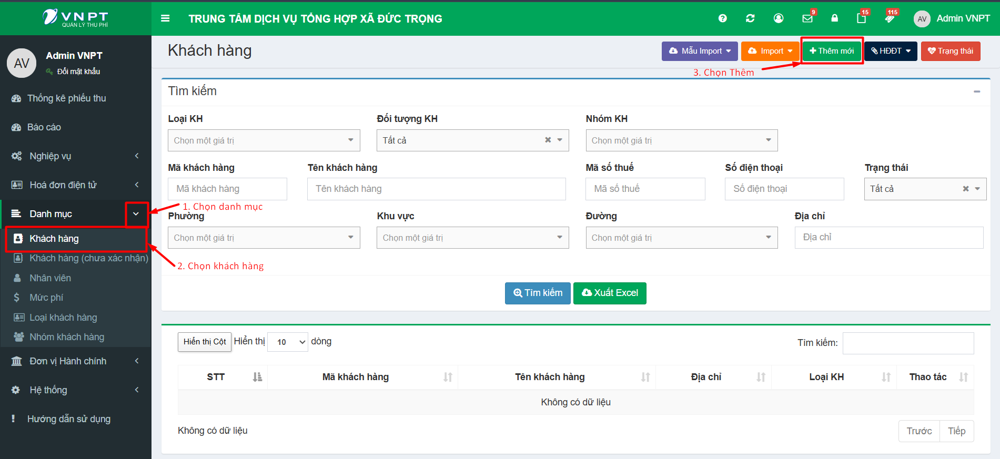 VNPT
QUẢN LÝ THU PHÍ
TRUNG TÂM DỊCH VỤ TỔNG HỢP XÃ ĐỨC TRỌNG
9
15
115
AV
Admin VNPT
AV
Admin VNPT
Đổi mật khẩu
Thống kê phiếu thu
Báo cáo
Nghiệp vụ
Hoá đơn điện tử
Danh mục
Khách hàng
Khách hàng (chưa xác nhận)
Nhân viên
Mức phí
Loại khách hàng
Nhóm khách hàng
Đơn vị Hành chính
Hệ thống
Hướng dẫn sử dụng
Khách hàng
Mẫu Import
Import
Thêm mới
HĐĐT
Trạng thái
3. Chọn Thêm
Tìm kiếm
Loại KH
Đối tượng KH
Nhóm KH
Chọn một giá trị
Tất cả
Chọn một giá trị
Mã khách hàng
Tên khách hàng
Mã số thuế
Số điện thoại
Trạng thái
Mã khách hàng
Tên khách hàng
Mã số thuế
Số điện thoại
Tất cả
1. Chọn danh mục
Phường
Khu vực
Đường
Địa chỉ
Chọn một giá trị
Chọn một giá trị
Chọn một giá trị
Địa chỉ
2. Chọn khách hàng
Tìm kiếm
Xuất Excel
Hiển thị Cột
Hiển thị 10 dòng
Tìm kiếm:
STT
Mã khách hàng
Tên khách hàng
Địa chỉ
Loại KH
Thao tác
Không có dữ liệu
Không có dữ liệu
Trước
Tiếp